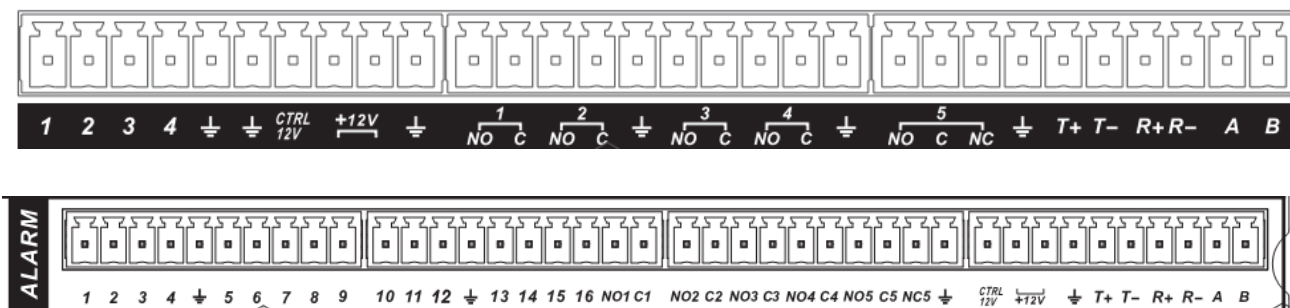 1 2 3 4 ⏚ ⏚ CTRL 12V +12V ⏚ 1 NO C 2 NO C ⏚ 3 NO C 4 NO C ⏚ 5 NO C NC ⏚ T+ T− R+ R− A B
ALARM
1 2 3 4 ⏚ 5 6 7 8 9 10 11 12 ⏚ 13 14 15 16 NO1 C1 NO2 C2 NO3 C3 NO4 C4 NO5 C5 NC5 ⏚ CTRL 12V +12V ⏚ T+ T− R+ R− A B